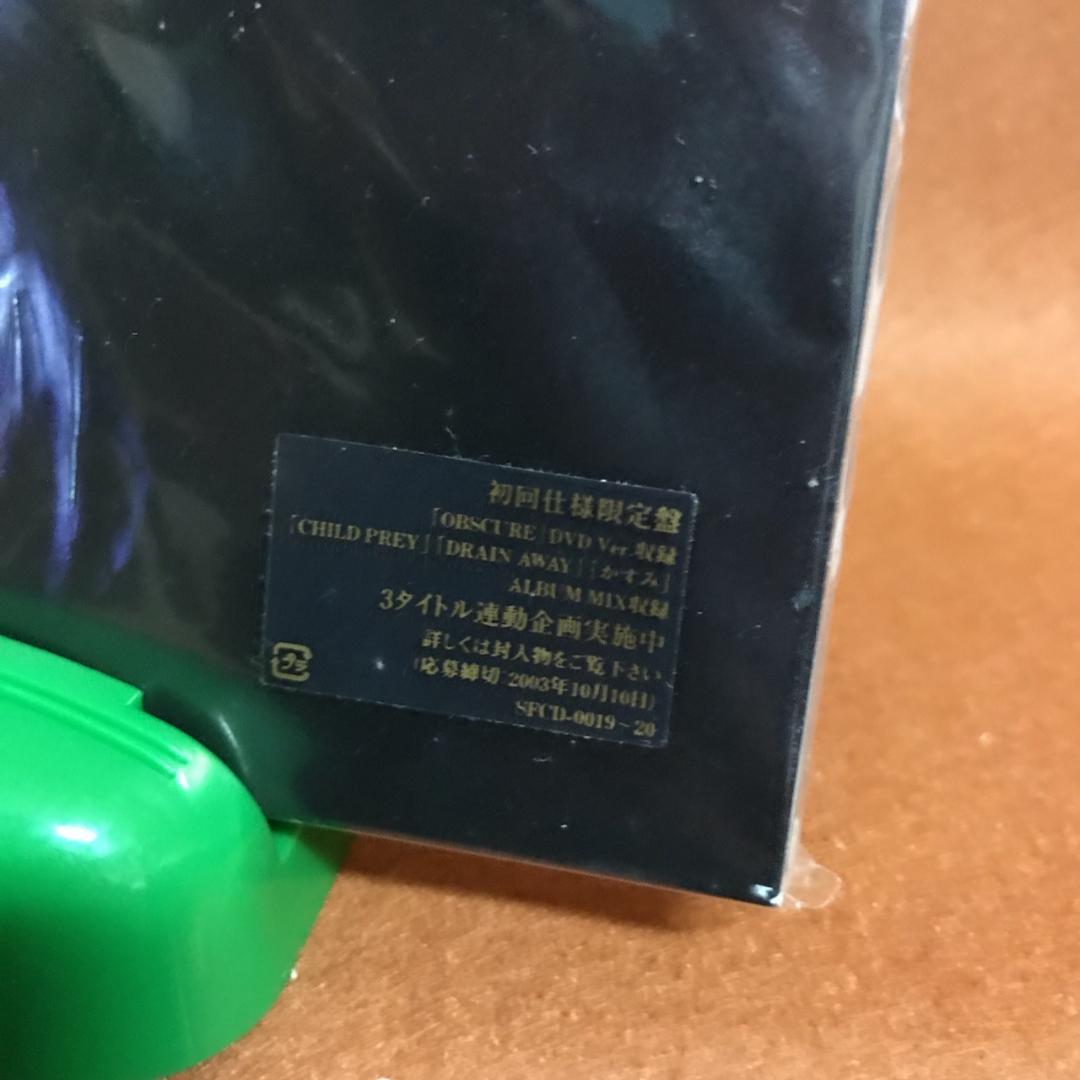 初回仕様限定盤
「OBSCURE」DVD Ver.収録
「CHILD PREY」「DRAIN AWAY」「かすみ」
ALBUM MIX収録
3タイトル連動企画実施中
詳しくは封入物をご覧下さい。
(応募締切 2003年10月10日)
SFCD-0019~20
プラ